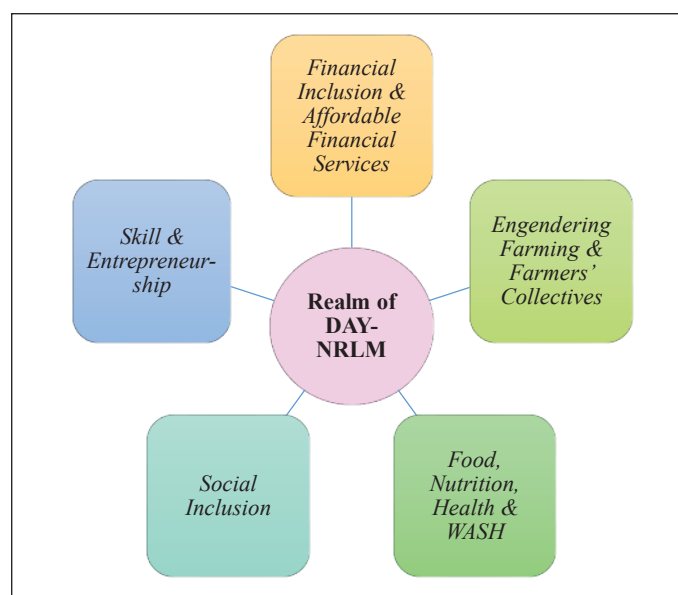 Financial
Inclusion &
Affordable
Financial
Services
Skill &
Entrepreneur-
ship
Engendering
Farming &
Farmers’
Collectives
Realm of
DAY-
NRLM
Social
Inclusion
Food,
Nutrition,
Health &
WASH